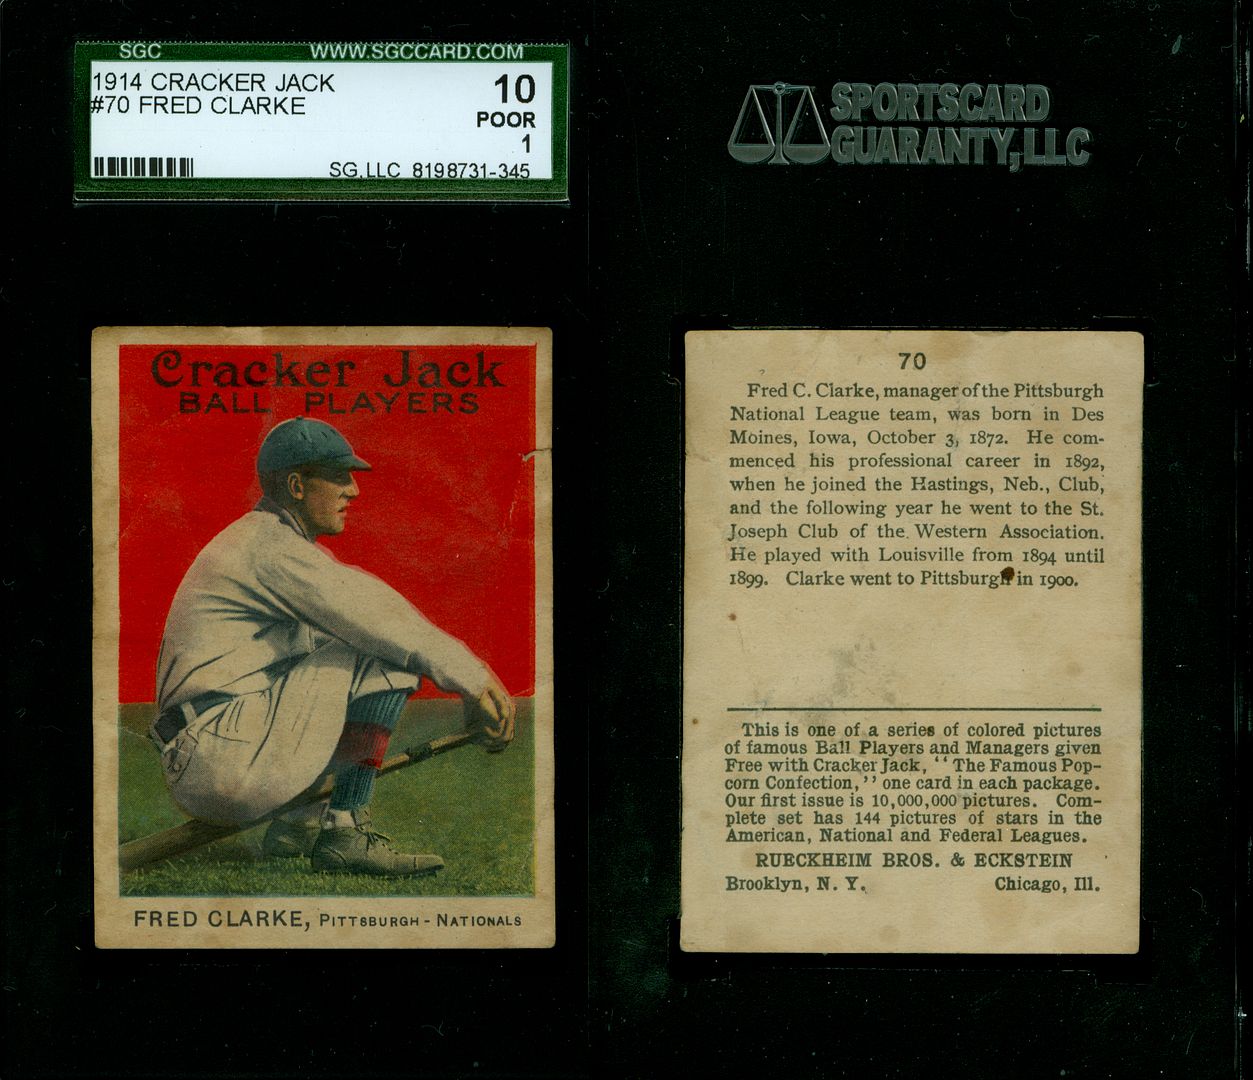 SGC WWW.SGCCARD.COM
1914 CRACKER JACK 10
#70 FRED CLARKE POOR
1
SG,LLC 8198731-345
SPORTSCARD
GUARANTY,LLC
Cracker Jack
BALL PLAYERS
FRED CLARKE, PITTSBURGH - NATIONALS
70
Fred C. Clarke, manager of the Pittsburgh
National League team, was born in Des
Moines, Iowa, October 3, 1872. He com-
menced his professional career in 1892,
when he joined the Hastings, Neb., Club,
and the following year he went to the St.
Joseph Club of the Western Association.
He played with Louisville from 1894 until
1899. Clarke went to Pittsburgh in 1900.
This is one of a series of colored pictures
of famous Ball Players and Managers given
Free with Cracker Jack, “The Famous Pop-
corn Confection,” one card in each package.
Our first issue is 10,000,000 pictures. Com-
plete set has 144 pictures of stars in the
American, National and Federal Leagues.
RUECKHEIM BROS. & ECKSTEIN
Brooklyn, N. Y. Chicago, Ill.